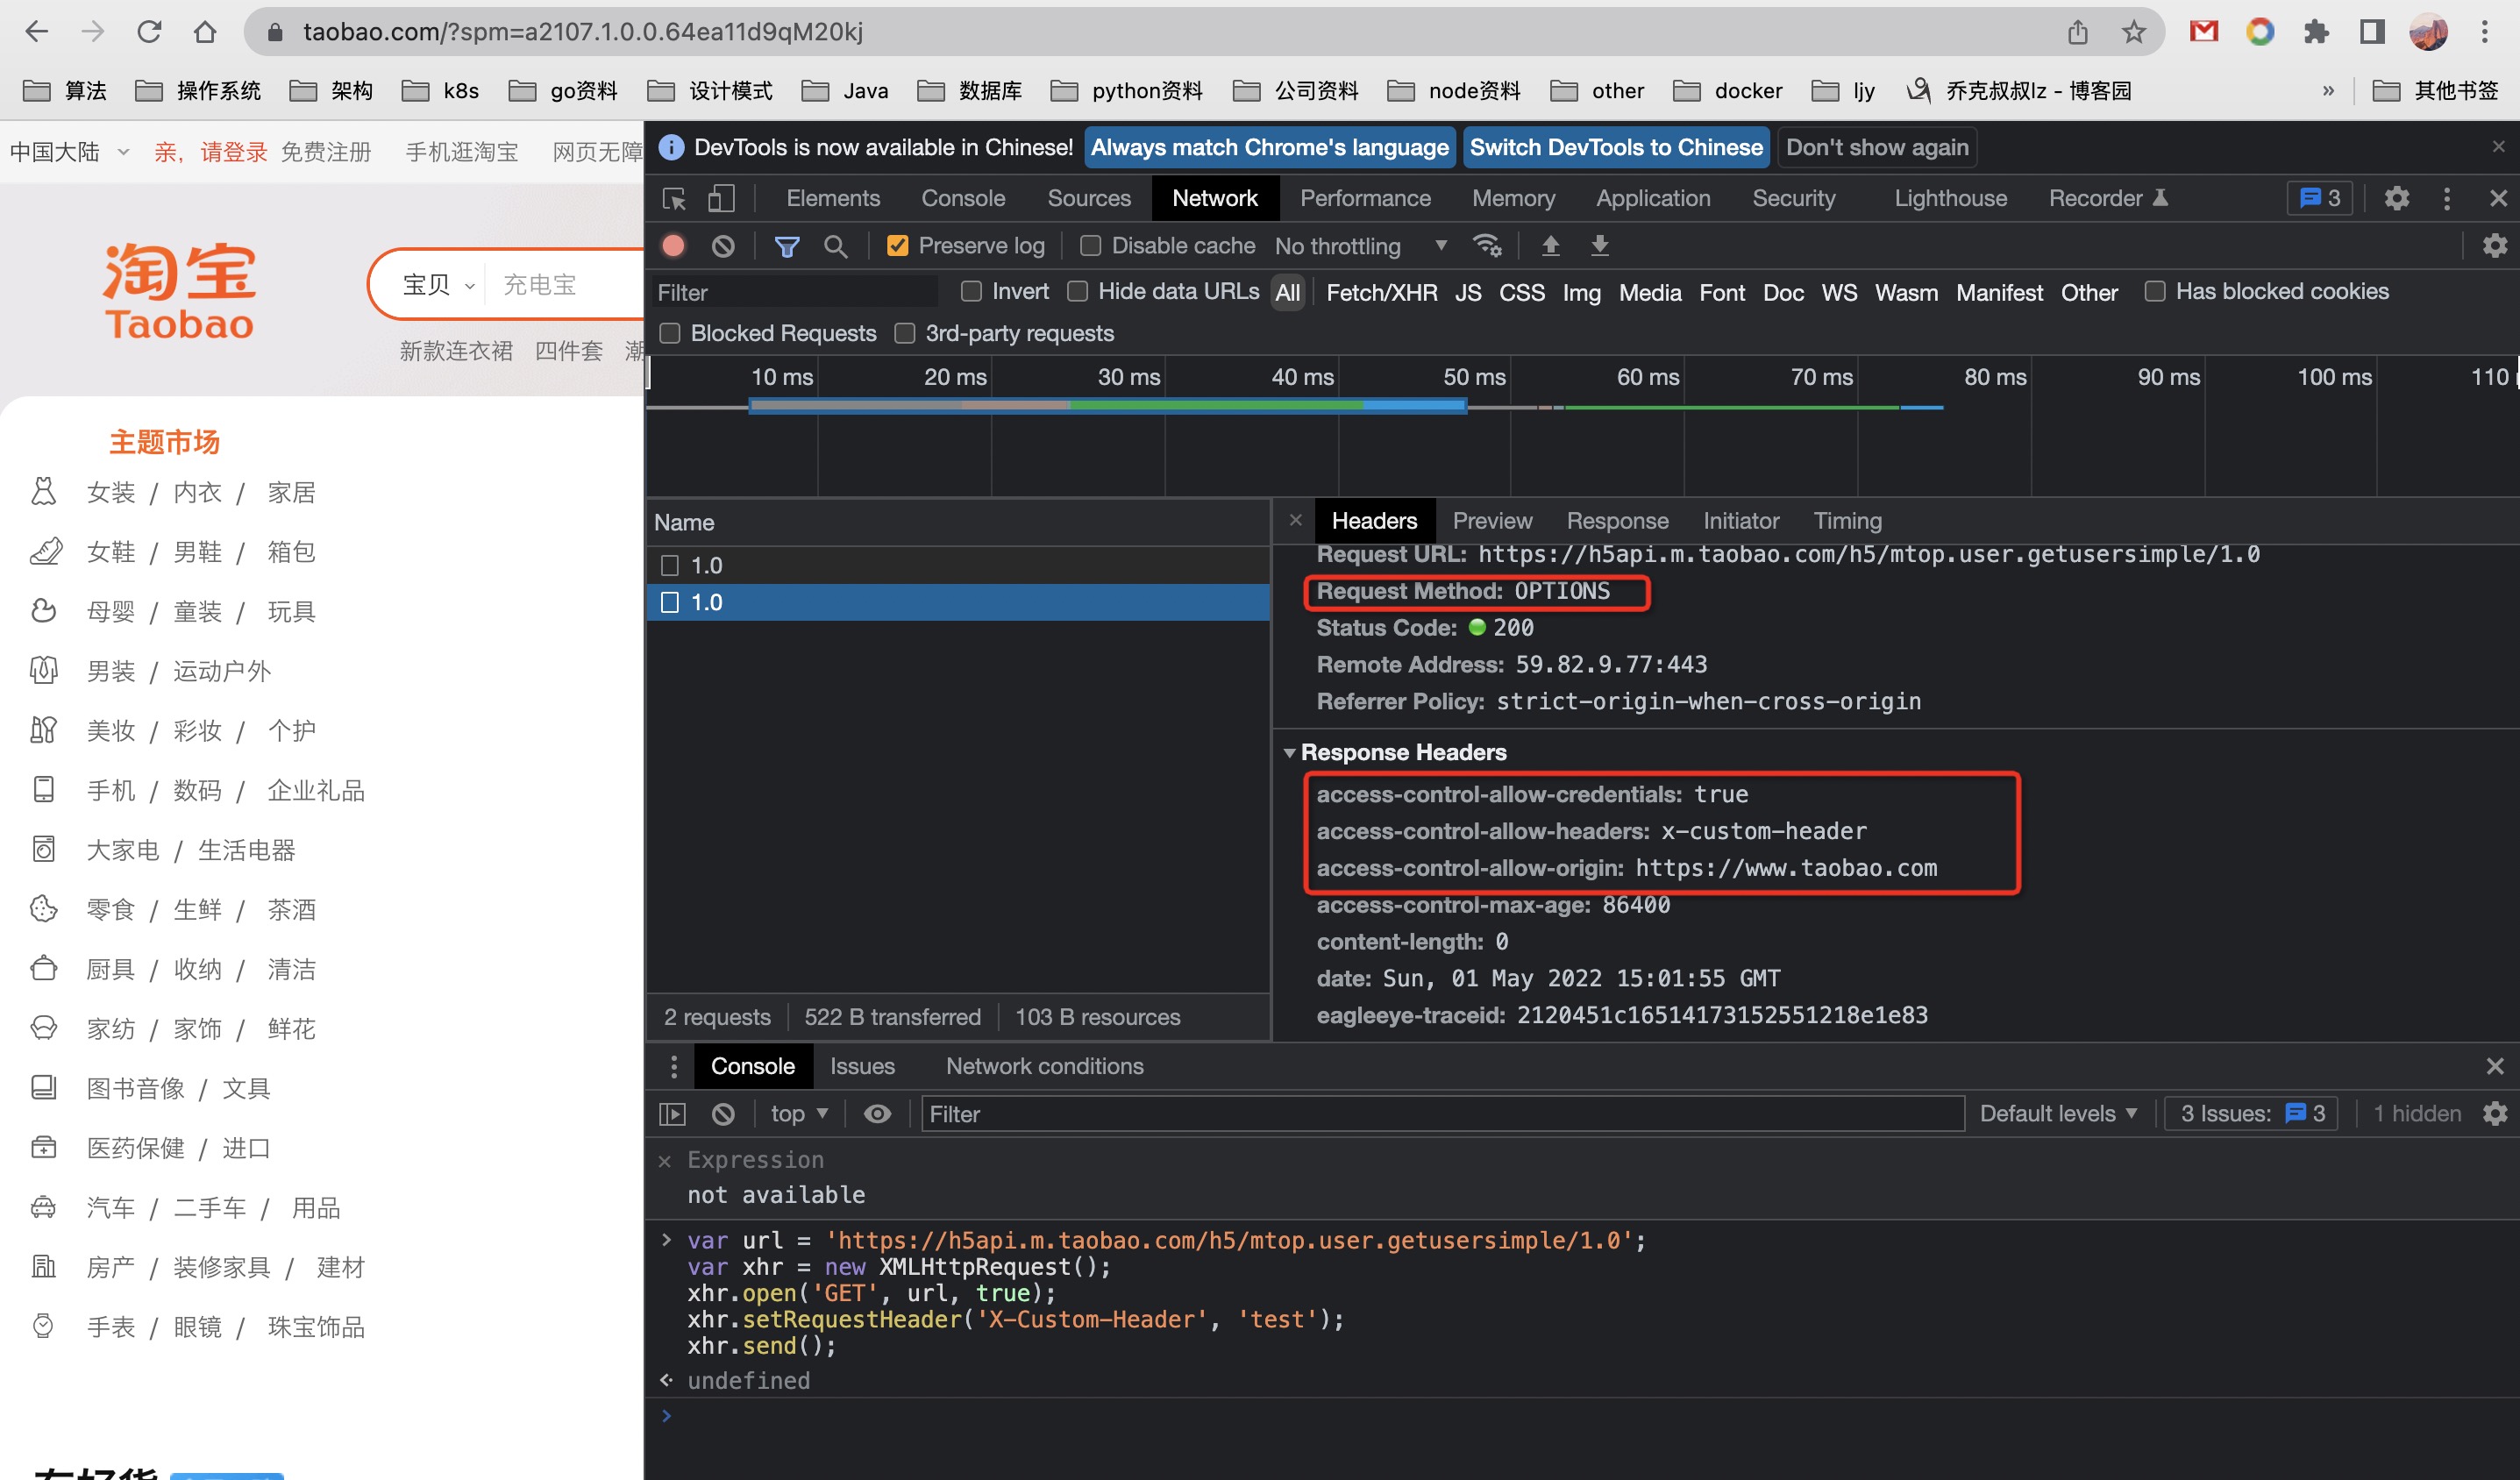 taobao.com/?spm=a2107.1.0.0.64ea11d9qM20kj
算法 操作系统 架构 k8s go资料 设计模式 Java 数据库 python资料 公司资料 node资料 other docker ljy 乔克叔叔lz - 博客园 » 其他书签
中国大陆 亲，请登录 免费注册 手机逛淘宝 网页无障
淘宝
Taobao
宝贝 充电宝
新款连衣裙 四件套 潮
主题市场
女装 / 内衣 / 家居
女鞋 / 男鞋 / 箱包
母婴 / 童装 / 玩具
男装 / 运动户外
美妆 / 彩妆 / 个护
手机 / 数码 / 企业礼品
大家电 / 生活电器
零食 / 生鲜 / 茶酒
厨具 / 收纳 / 清洁
家纺 / 家饰 / 鲜花
图书音像 / 文具
医药保健 / 进口
汽车 / 二手车 / 用品
房产 / 装修家具 / 建材
手表 / 眼镜 / 珠宝饰品
有好货
DevTools is now available in Chinese! Always match Chrome's language Switch DevTools to Chinese Don't show again
Elements Console Sources Network Performance Memory Application Security Lighthouse Recorder 3
Preserve log Disable cache No throttling
Filter Invert Hide data URLs All Fetch/XHR JS CSS Img Media Font Doc WS Wasm Manifest Other Has blocked cookies
Blocked Requests 3rd-party requests
10 ms 20 ms 30 ms 40 ms 50 ms 60 ms 70 ms 80 ms 90 ms 100 ms 110
Name
1.0
1.0
2 requests 522 B transferred 103 B resources
Headers Preview Response Initiator Timing
Request URL: https://h5api.m.taobao.com/h5/mtop.user.getusersimple/1.0
Request Method: OPTIONS
Status Code: 200
Remote Address: 59.82.9.77:443
Referrer Policy: strict-origin-when-cross-origin
Response Headers
access-control-allow-credentials: true
access-control-allow-headers: x-custom-header
access-control-allow-origin: https://www.taobao.com
access-control-max-age: 86400
content-length: 0
date: Sun, 01 May 2022 15:01:55 GMT
eagleeye-traceid: 2120451c16514173152551218e1e83
Console Issues Network conditions
top Filter Default levels 3 Issues: 3 1 hidden
Expression
not available
var url = 'https://h5api.m.taobao.com/h5/mtop.user.getusersimple/1.0';
var xhr = new XMLHttpRequest();
xhr.open('GET', url, true);
xhr.setRequestHeader('X-Custom-Header', 'test');
xhr.send();
undefined